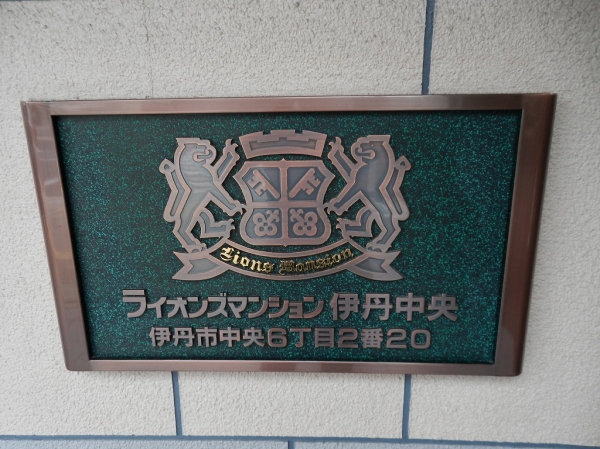 Lions Mansion
ライオンズマンション伊丹中央
伊丹市中央6丁目2番20